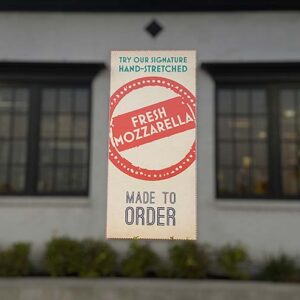 TRY OUR SIGNATURE
HAND-STRETCHED
FRESH
MOZZARELLA
MADE TO
ORDER